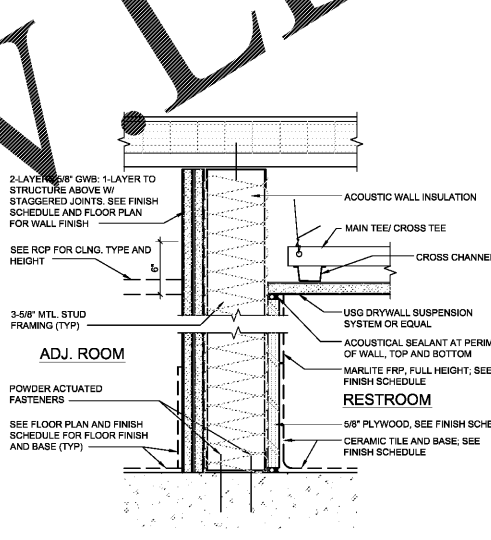 2-LAYERS 5/8" GWB: 1-LAYER TO
STRUCTURE ABOVE W/
STAGGERED JOINTS. SEE FINISH
SCHEDULE AND FLOOR PLAN
FOR WALL FINISH
SEE RCP FOR CLNG. TYPE AND
HEIGHT
6"
3-5/8" MTL. STUD
FRAMING (TYP)
ADJ. ROOM
POWDER ACTUATED
FASTENERS
SEE FLOOR PLAN AND FINISH
SCHEDULE FOR FLOOR FINISH
AND BASE (TYP)
ACOUSTIC WALL INSULATION
MAIN TEE/ CROSS TEE
CROSS CHANNE
USG DRYWALL SUSPENSION
SYSTEM OR EQUAL
ACOUSTICAL SEALANT AT PERIM
OF WALL, TOP AND BOTTOM
MARLITE FRP, FULL HEIGHT; SEE
FINISH SCHEDULE
RESTROOM
5/8" PLYWOOD, SEE FINISH SCHE
CERAMIC TILE AND BASE; SEE
FINISH SCHEDULE